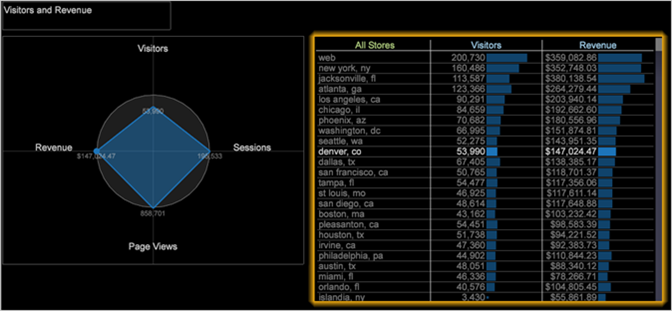 Visitors and Revenue
Visitors
53,990
Revenue
Sessions
$147,024.47
858,701
Page Views
All Stores Visitors Revenue
web 200,730 $359,082.86
new york, ny 160,486 $352,748.03
jacksonville, fl 113,587 $380,138.54
atlanta, ga 123,366 $264,279.44
los angeles, ca 90,291 $203,940.14
chicago, il 84,659 $192,662.60
phoenix, az 70,682 $180,556.96
washington, dc 66,995 $151,874.81
seattle, wa 52,275 $143,951.35
denver, co 53,990 $147,024.47
dallas, tx 67,405 $138,385.17
san francisco, ca 50,765 $118,701.37
tampa, fl 54,477 $117,356.06
st louis, mo 46,925 $117,611.14
san diego, ca 48,614 $117,648.88
boston, ma 43,162 $103,232.42
pleasanton, ca 54,451 $98,583.39
houston, tx 51,738 $94,221.52
irvine, ca 47,360 $92,383.73
philadelphia, pa 44,902 $110,844.23
austin, tx 48,051 $88,340.12
miami, fl 46,336 $78,266.71
orlando, fl 40,576 $104,805.45
islandia, ny 3,430 $55,861.89